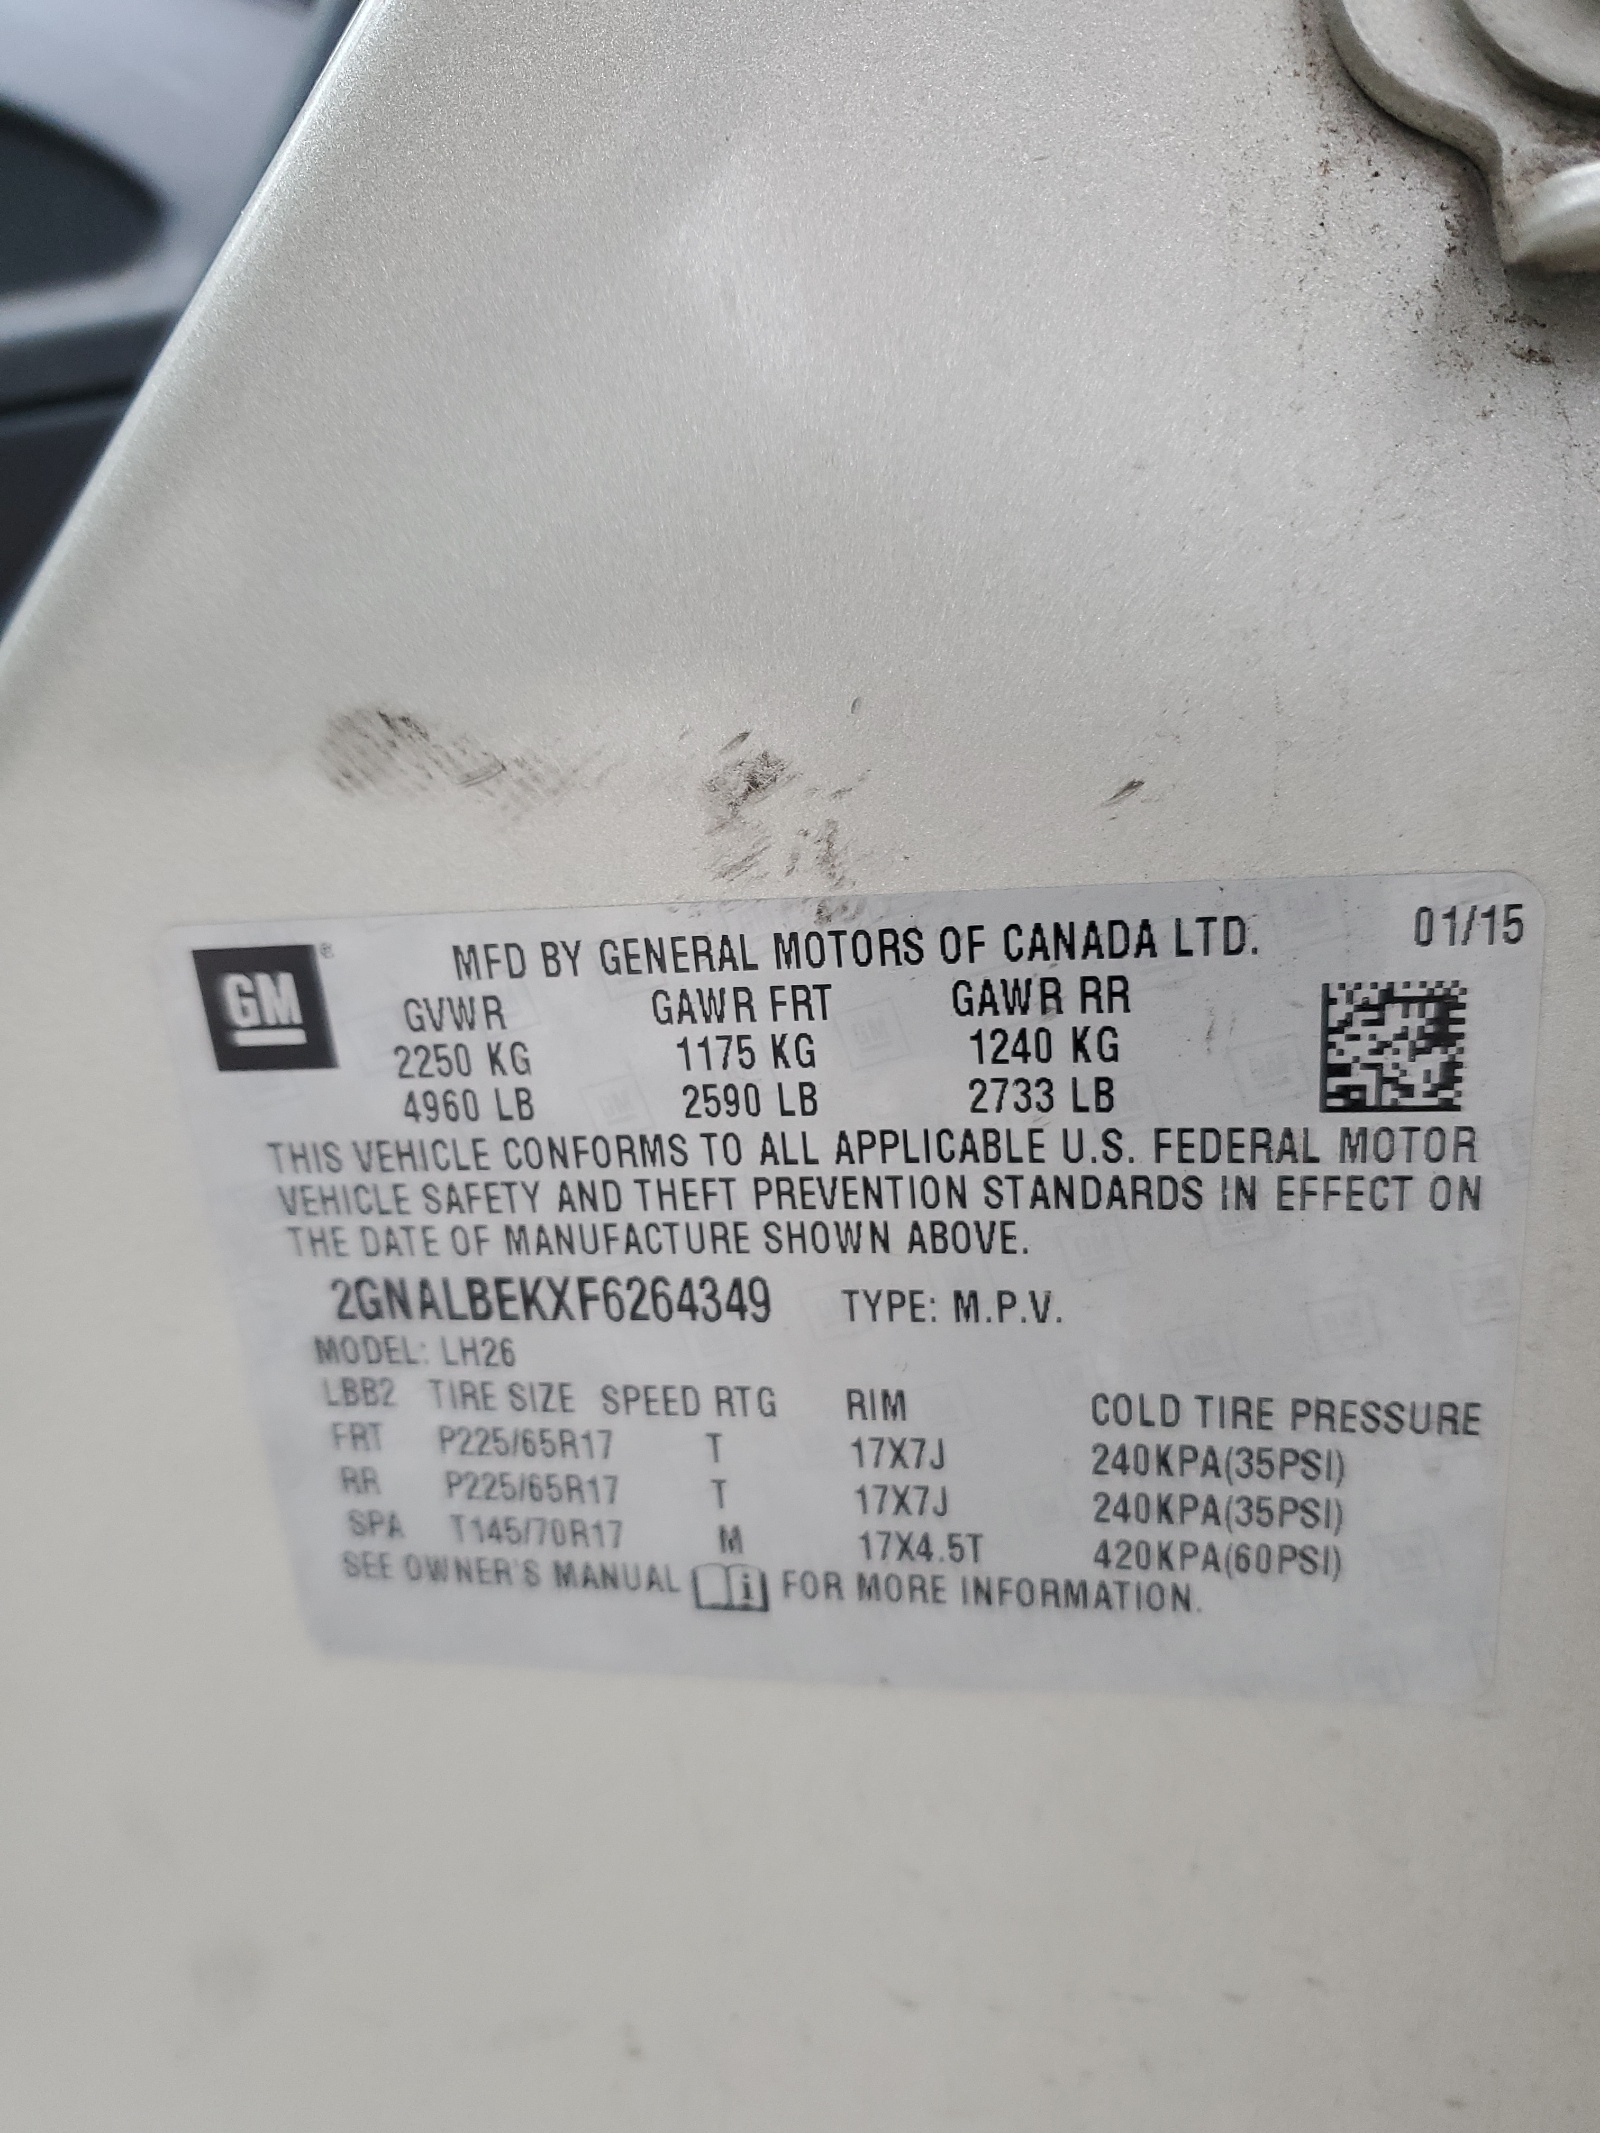 GM ® MFD BY GENERAL MOTORS OF CANADA LTD. 01/15
GVWR GAWR FRT GAWR RR
2250 KG 1175 KG 1240 KG
4960 LB 2590 LB 2733 LB
THIS VEHICLE CONFORMS TO ALL APPLICABLE U.S. FEDERAL MOTOR
VEHICLE SAFETY AND THEFT PREVENTION STANDARDS IN EFFECT ON
THE DATE OF MANUFACTURE SHOWN ABOVE.
2GNALBEKXF6264349 TYPE: M.P.V.
MODEL: LH26
LBB2 TIRE SIZE SPEED RTG RIM COLD TIRE PRESSURE
FRT P225/65R17 T 17X7J 240KPA(35PSI)
RR P225/65R17 T 17X7J 240KPA(35PSI)
SPA T145/70R17 M 17X4.5T 420KPA(60PSI)
SEE OWNER'S MANUAL i FOR MORE INFORMATION.